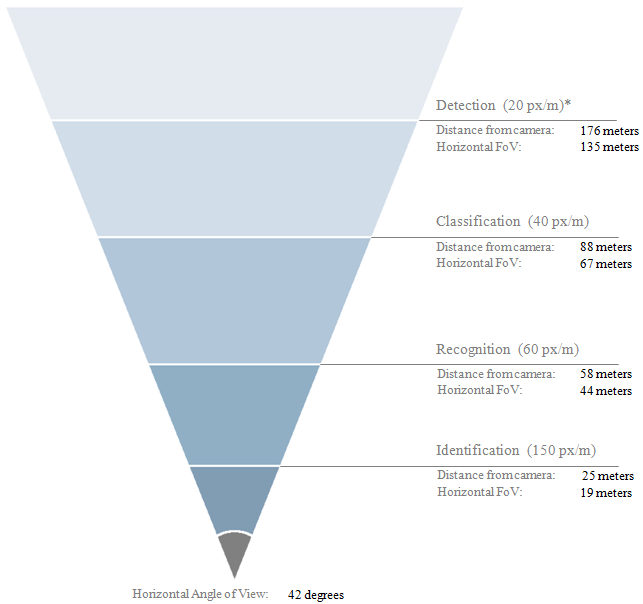 Detection (20 px/m)*
Distance from camera: 176 meters
Horizontal FoV: 135 meters
Classification (40 px/m)
Distance from camera: 88 meters
Horizontal FoV: 67 meters
Recognition (60 px/m)
Distance from camera: 58 meters
Horizontal FoV: 44 meters
Identification (150 px/m)
Distance from camera: 25 meters
Horizontal FoV: 19 meters
Horizontal Angle of View: 42 degrees